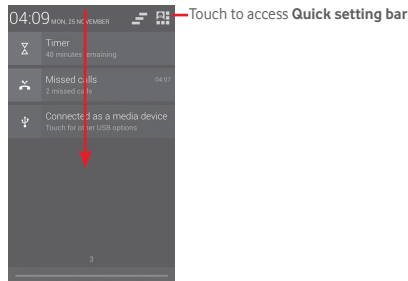 04:09 MON, 25 NOVEMBER
Touch to access Quick setting bar
Timer
48 minutes remaining
Missed calls 04:07
2 missed calls
Connected as a media device
Touch for other USB options
3